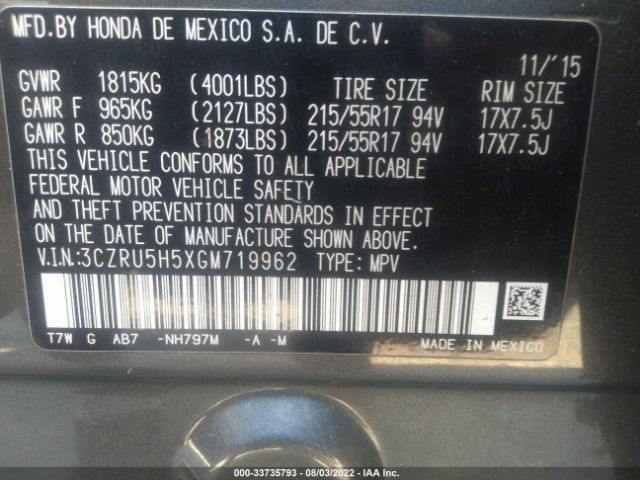 MFD.BY HONDA DE MEXICO S.A. DE C.V.
11/'15
GVWR 1815KG (4001LBS) TIRE SIZE RIM SIZE
GAWR F 965KG (2127LBS) 215/55R17 94V 17X7.5J
GAWR R 850KG (1873LBS) 215/55R17 94V 17X7.5J
THIS VEHICLE CONFORMS TO ALL APPLICABLE
FEDERAL MOTOR VEHICLE SAFETY
AND THEFT PREVENTION STANDARDS IN EFFECT
ON THE DATE OF MANUFACTURE SHOWN ABOVE.
V.I.N.:3CZRU5H5XGM719962 TYPE: MPV
T7W G AB7 -NH797M -A -M MADE IN MEXICO
© - 33735793 - 08/03/2022 - IAA Inc.